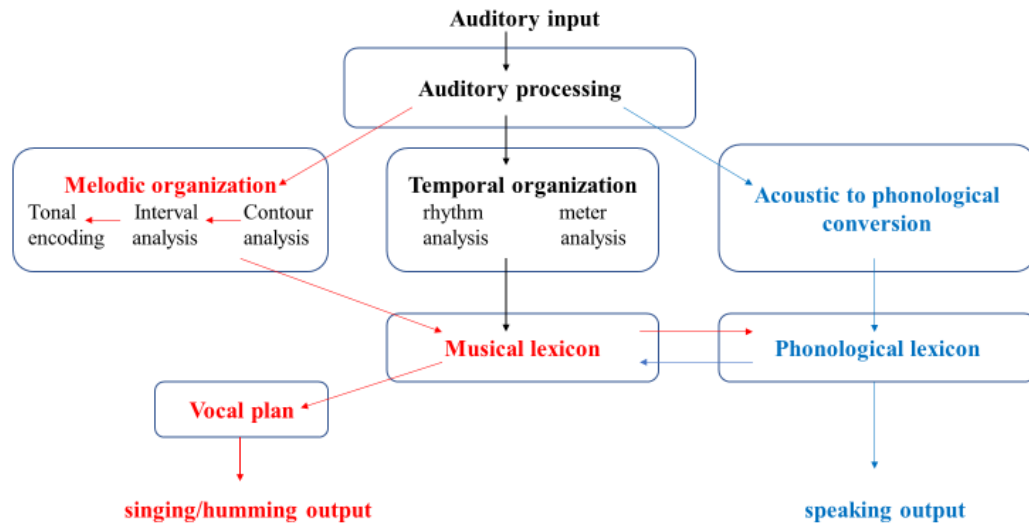 Auditory input
Auditory processing
Melodic organization
Tonal encoding
Interval analysis
Contour analysis
Temporal organization
rhythm analysis
meter analysis
Acoustic to phonological
conversion
Musical lexicon
Phonological lexicon
Vocal plan
singing/humming output
speaking output